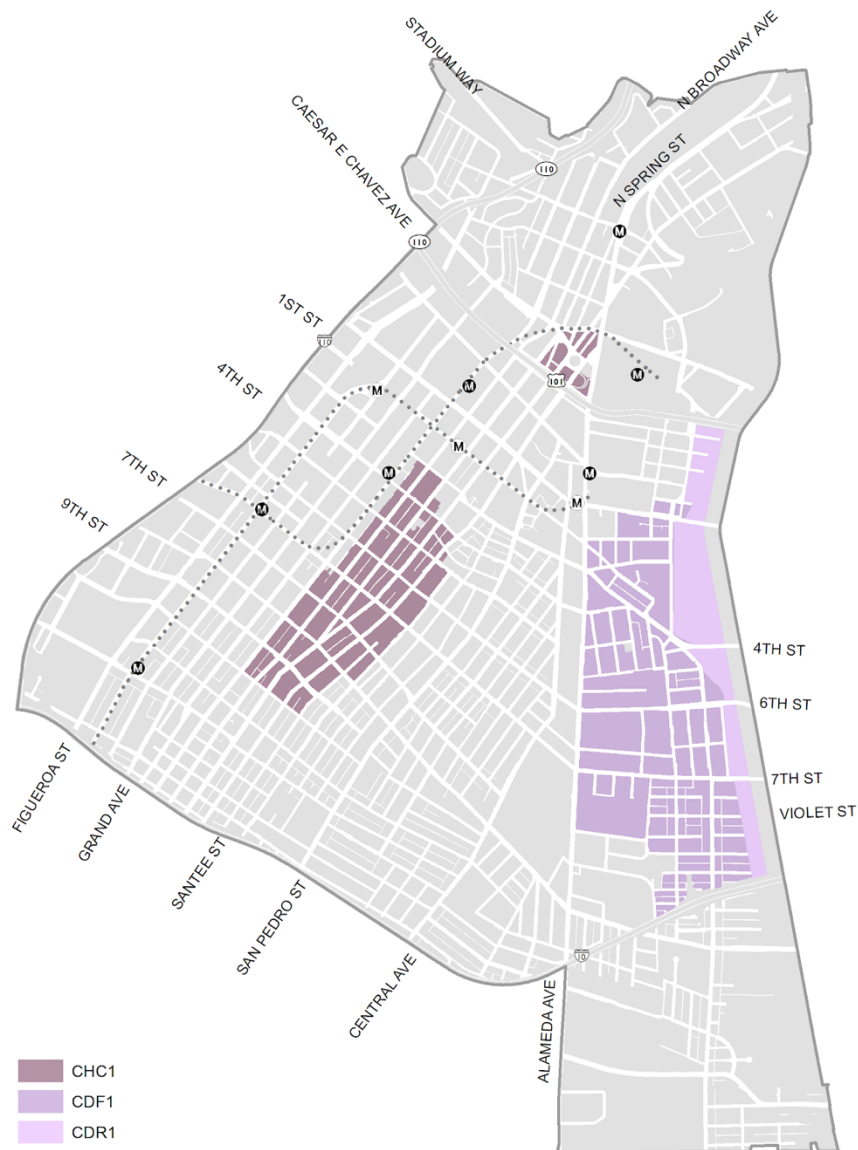 STADIUM WAY
N BROADWAY AVE
CAESAR E CHAVEZ AVE
110
N SPRING ST
M
110
1ST ST
110
4TH ST
M
M
M
101
7TH ST
M
M
M
9TH ST
M
M
4TH ST
M
6TH ST
7TH ST
VIOLET ST
FIGUEROA ST
GRAND AVE
SANTEE ST
SAN PEDRO ST
CENTRAL AVE
10
ALAMEDA AVE
CHC1
CDF1
CDR1